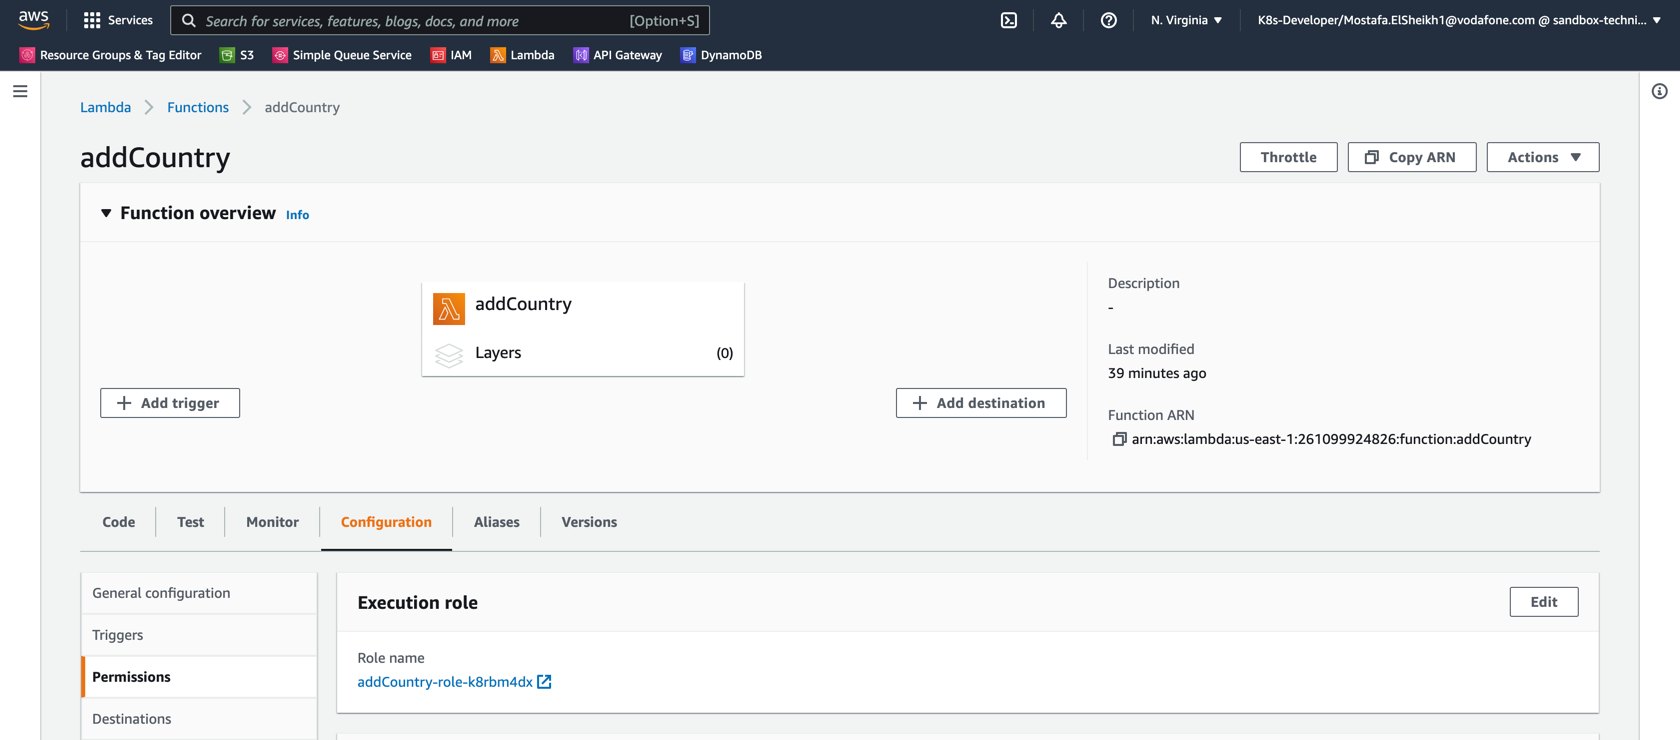 aws Services Search for services, features, blogs, docs, and more [Option+S] N. Virginia K8s-Developer/Mostafa.ElSheikh1@vodafone.com @ sandbox-techni...
Resource Groups & Tag Editor S3 Simple Queue Service IAM Lambda API Gateway DynamoDB
Lambda Functions addCountry
addCountry Throttle Copy ARN Actions
Function overview Info
addCountry
Layers (0)
Add trigger
Add destination
Description
-
Last modified
39 minutes ago
Function ARN
arn:aws:lambda:us-east-1:261099924826:function:addCountry
Code Test Monitor Configuration Aliases Versions
General configuration
Triggers
Permissions
Destinations
Execution role Edit
Role name
addCountry-role-k8rbm4dx